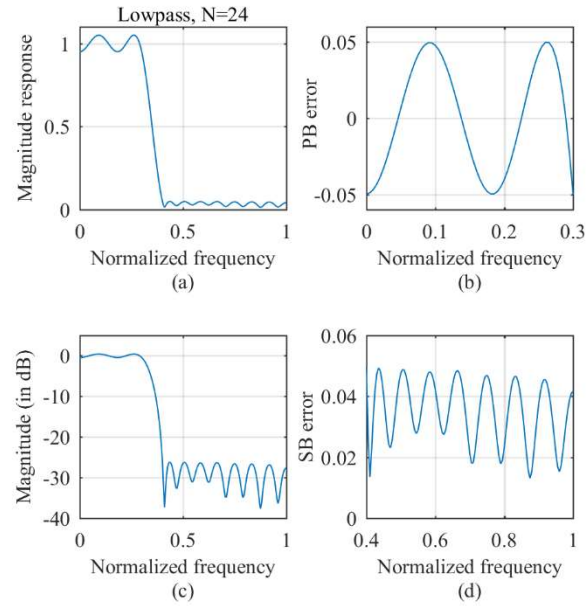 Lowpass, N=24
Magnitude response
1
0.5
0
0
0.5
1
Normalized frequency
(a)
PB error
0.05
0
-0.05
0
0.1
0.2
0.3
Normalized frequency
(b)
Magnitude (in dB)
0
-10
-20
-30
-40
0
0.5
1
Normalized frequency
(c)
SB error
0.06
0.04
0.02
0
0.4
0.6
0.8
1
Normalized frequency
(d)